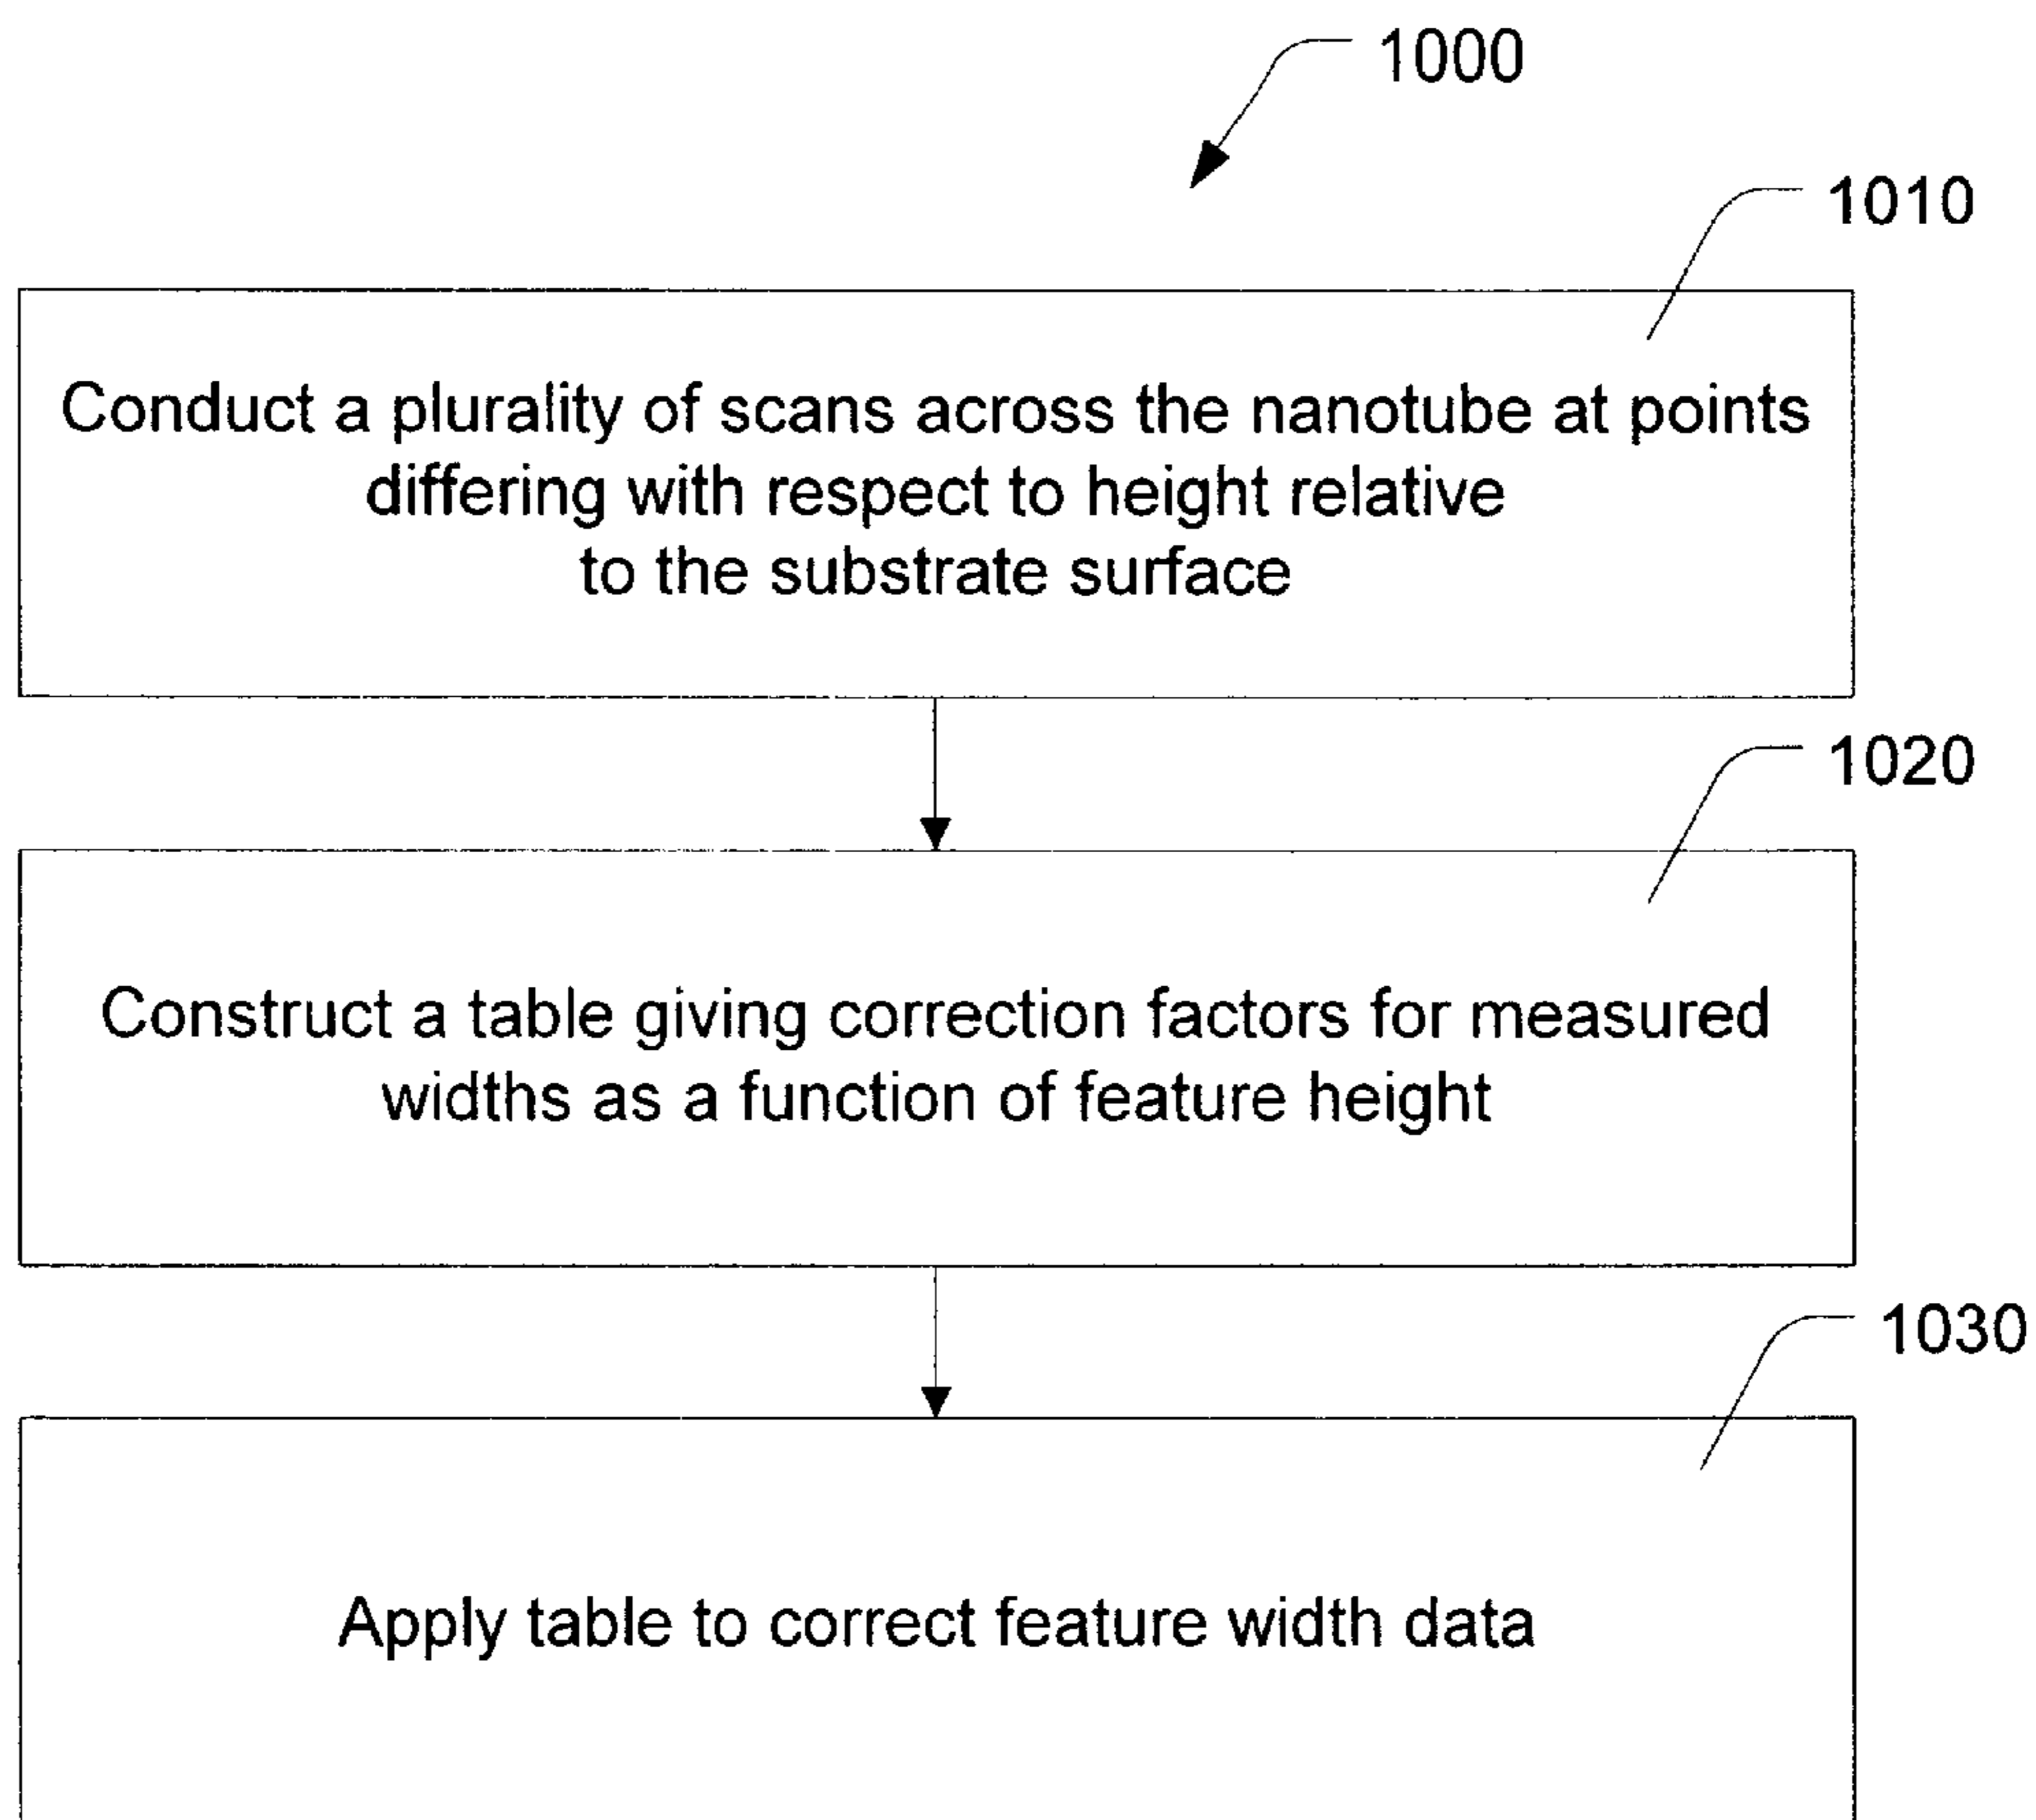 1000
1010
Conduct a plurality of scans across the nanotube at points
differing with respect to height relative
to the substrate surface
1020
Construct a table giving correction factors for measured
widths as a function of feature height
1030
Apply table to correct feature width data